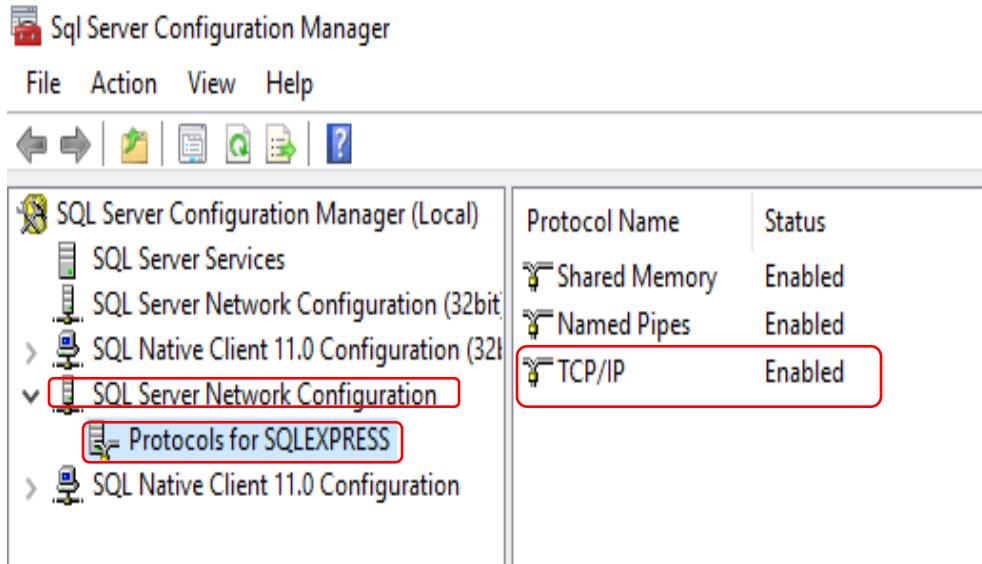 Sql Server Configuration Manager
File Action View Help
SQL Server Configuration Manager (Local)
SQL Server Services
SQL Server Network Configuration (32bit
SQL Native Client 11.0 Configuration (32
SQL Server Network Configuration
Protocols for SQLEXPRESS
SQL Native Client 11.0 Configuration
Protocol Name Status
Shared Memory Enabled
Named Pipes Enabled
TCP/IP Enabled